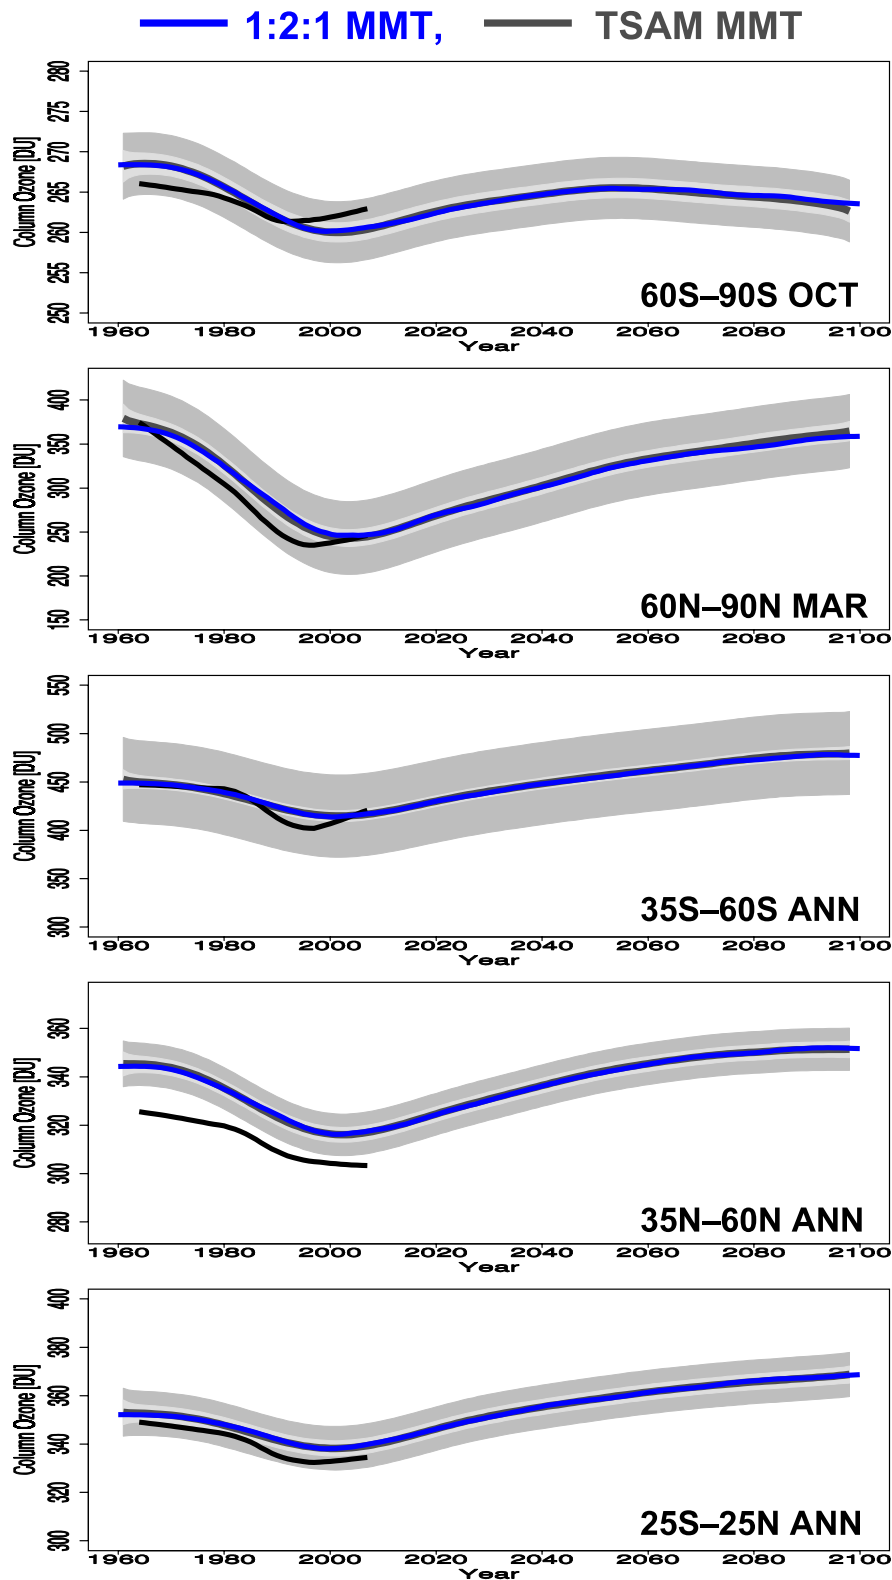 1:2:1 MMT, TSAM MMT
280
275
270
265
260
255
250
Column Ozone [DU]
60S–90S OCT
1960 1980 2000 2020 2040 2060 2080 2100
Year
400
350
300
250
200
150
Column Ozone [DU]
60N–90N MAR
1960 1980 2000 2020 2040 2060 2080 2100
Year
550
500
450
400
350
300
Column Ozone [DU]
35S–60S ANN
1960 1980 2000 2020 2040 2060 2080 2100
Year
360
340
320
300
280
Column Ozone [DU]
35N–60N ANN
1960 1980 2000 2020 2040 2060 2080 2100
Year
400
380
360
340
320
300
Column Ozone [DU]
25S–25N ANN
1960 1980 2000 2020 2040 2060 2080 2100
Year